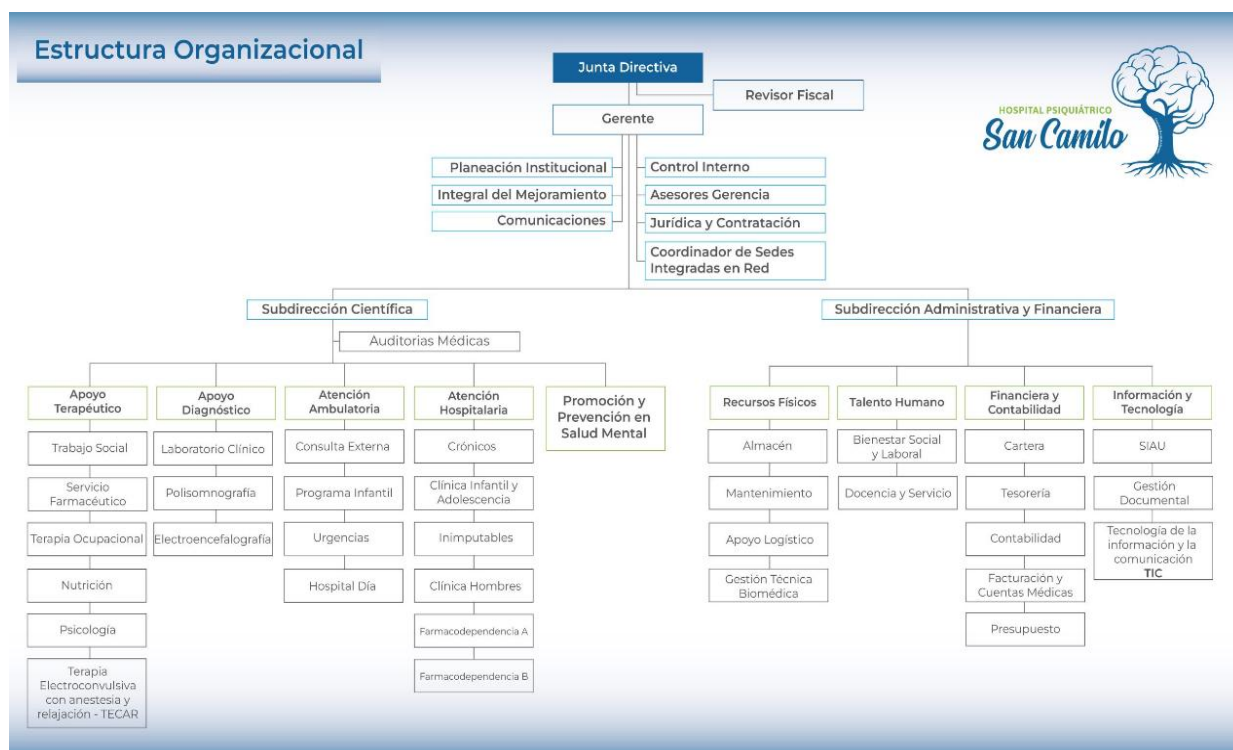 Estructura Organizacional
Junta Directiva
Revisor Fiscal
HOSPITAL PSIQUIÁTRICO
San Camilo
Gerente
Planeación Institucional
Control Interno
Integral del Mejoramiento
Asesores Gerencia
Comunicaciones
Jurídica y Contratación
Coordinador de Sedes
Integradas en Red
Subdirección Científica
Subdirección Administrativa y Financiera
Auditorias Médicas
Apoyo
Terapéutico
Trabajo Social
Servicio
Farmacéutico
Terapia Ocupacional
Nutrición
Psicología
Terapia
Electroconvulsiva
con anestesia y
relajación - TECAR
Apoyo
Diagnóstico
Laboratorio Clínico
Polisomnografía
Electroencefalografía
Atención
Ambulatoria
Consulta Externa
Programa Infantil
Urgencias
Hospital Día
Atención
Hospitalaria
Crónicos
Clínica Infantil y
Adolescencia
Inimputables
Clínica Hombres
Farmacodependencia A
Farmacodependencia B
Promoción y
Prevención en
Salud Mental
Recursos Físicos
Almacén
Mantenimiento
Apoyo Logístico
Gestión Técnica
Biomédica
Talento Humano
Bienestar Social
y Laboral
Docencia y Servicio
Financiera y
Contabilidad
Cartera
Tesorería
Contabilidad
Facturación y
Cuentas Médicas
Presupuesto
Información y
Tecnología
SIAU
Gestión
Documental
Tecnología de la
información y la
comunicación
TIC